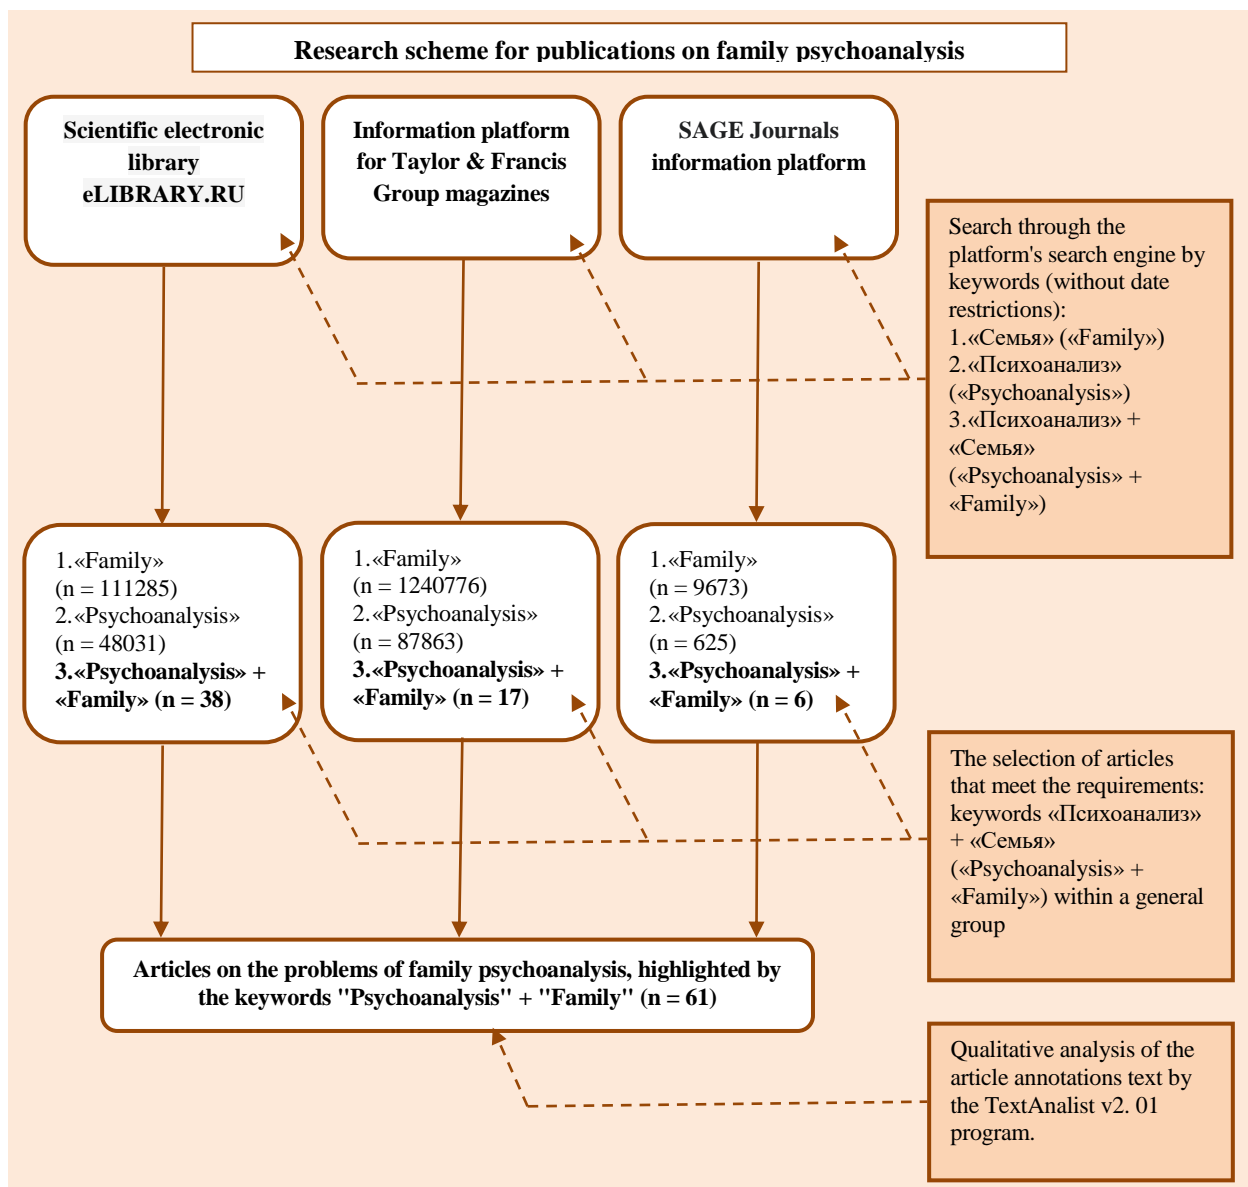 Research scheme for publications on family psychoanalysis
Scientific electronic
library
eLIBRARY.RU
Information platform
for Taylor & Francis
Group magazines
SAGE Journals
information platform
Search through the
platform's search engine by
keywords (without date
restrictions):
1.«Семья» («Family»)
2.«Психоанализ»
(«Psychoanalysis»)
3.«Психоанализ» +
«Семья»
(«Psychoanalysis» +
«Family»)
1.«Family»
(n = 111285)
2.«Psychoanalysis»
(n = 48031)
3.«Psychoanalysis» +
«Family» (n = 38)
1.«Family»
(n = 1240776)
2.«Psychoanalysis»
(n = 87863)
3.«Psychoanalysis» +
«Family» (n = 17)
1.«Family»
(n = 9673)
2.«Psychoanalysis»
(n = 625)
3.«Psychoanalysis» +
«Family» (n = 6)
The selection of articles
that meet the requirements:
keywords «Психоанализ»
+ «Семья»
(«Psychoanalysis» +
«Family») within a general
group
Articles on the problems of family psychoanalysis, highlighted by
the keywords "Psychoanalysis" + "Family" (n = 61)
Qualitative analysis of the
article annotations text by
the TextAnalist v2. 01
program.